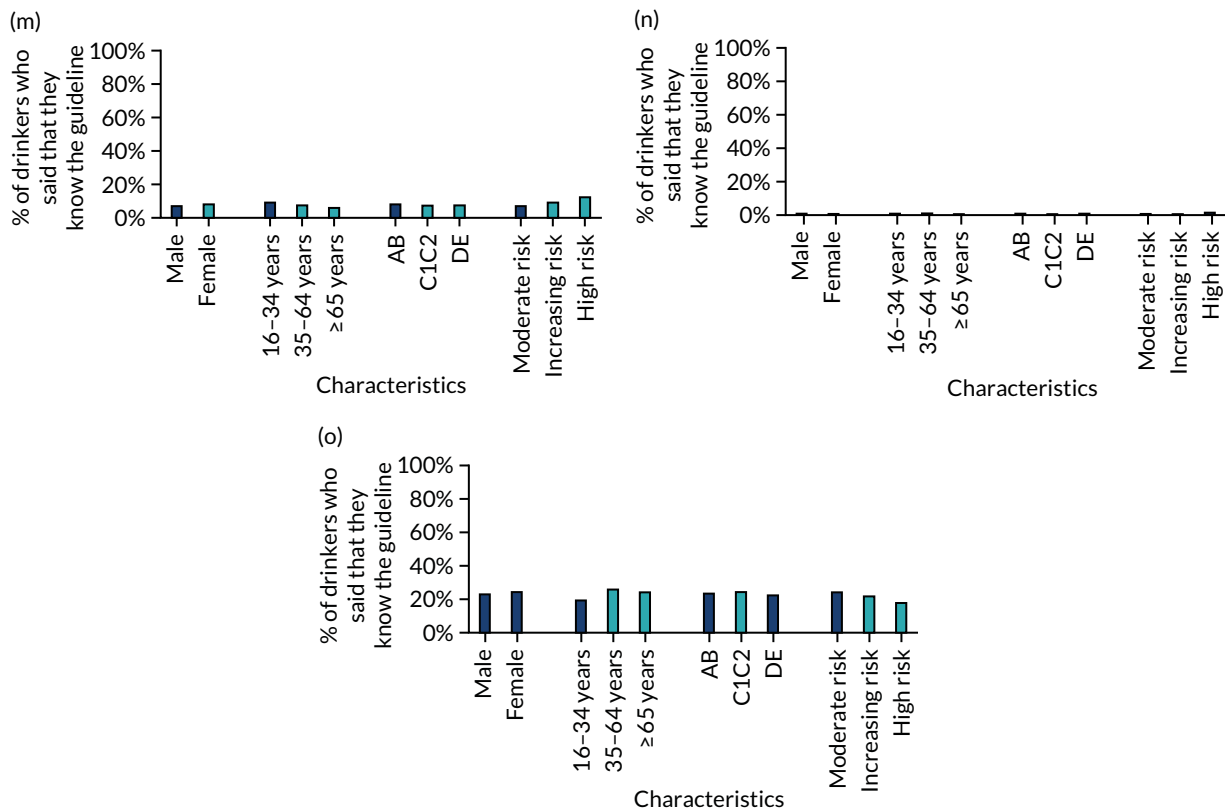 (m)
% of drinkers who
said that they
know the guideline
100%
80%
60%
40%
20%
0%
Male
Female
16–34 years
35–64 years
≥65 years
AB
C1C2
DE
Moderate risk
Increasing risk
High risk
Characteristics
(n)
% of drinkers who
said that they
know the guideline
100%
80%
60%
40%
20%
0%
Male
Female
16–34 years
35–64 years
≥65 years
AB
C1C2
DE
Moderate risk
Increasing risk
High risk
Characteristics
(o)
% of drinkers who
said that they
know the guideline
100%
80%
60%
40%
20%
0%
Male
Female
16–34 years
35–64 years
≥65 years
AB
C1C2
DE
Moderate risk
Increasing risk
High risk
Characteristics